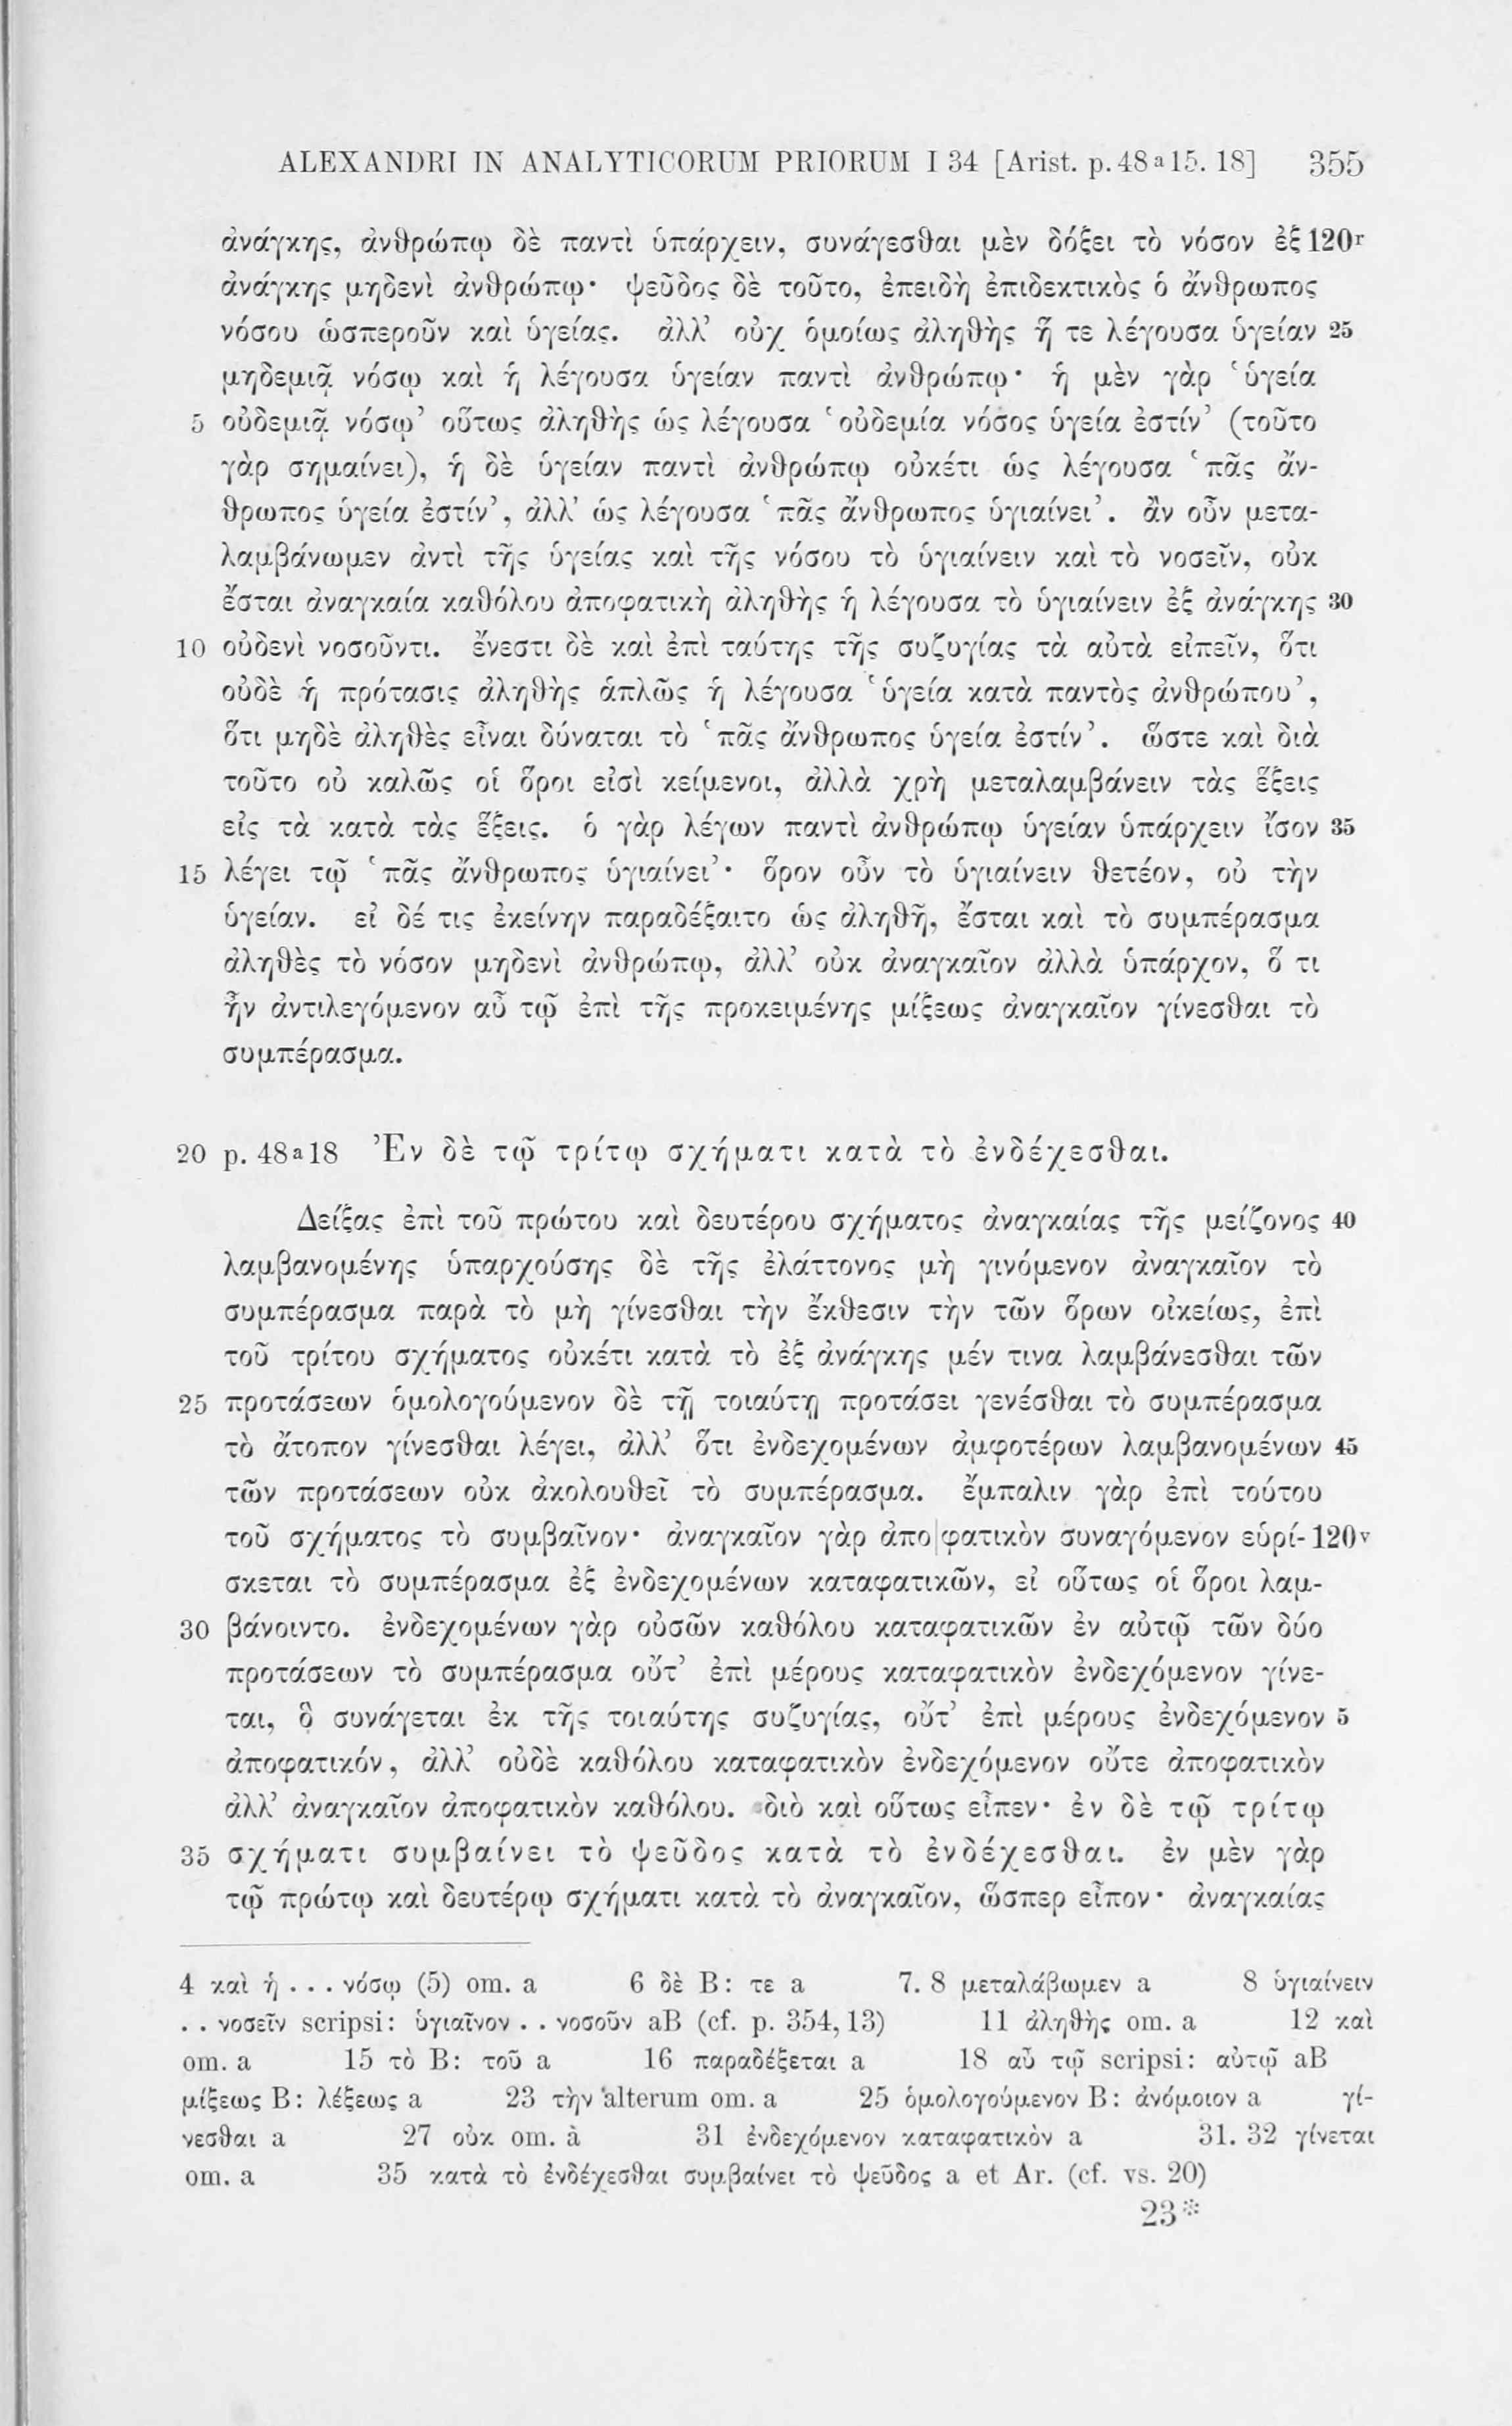 ALEXANDRI IN ANALYTICORUM PRIORUM I 34 [Arist. p. 48 a 15. 18] 355
ἀνάγκης, ἀνθρώπῳ δὲ παντὶ ὑπάρχειν, συνάγεσθαι μὲν δόξει τὸ νόσον ἐξ 120r
ἀνάγκης μηδενὶ ἀνθρώπῳ· ψεῦδος δὲ τοῦτο, ἐπειδὴ ἐπιδεκτικὸς ὁ ἄνθρωπος
νόσου ὡσπεροῦν καὶ ὑγείας. ἀλλ’ οὐχ ὁμοίως ἀληθὴς ἥ τε λέγουσα ὑγείαν 25
μηδεμιᾷ νόσῳ καὶ ἡ λέγουσα ὑγείαν παντὶ ἀνθρώπῳ· ἡ μὲν γὰρ ‘ὑγεία
5 οὐδεμιᾷ νόσῳ’ οὕτως ἀληθὴς ὡς λέγουσα ‘οὐδεμία νόσος ὑγεία ἐστίν’ (τοῦτο
γὰρ σημαίνει), ἡ δὲ ὑγείαν παντὶ ἀνθρώπῳ οὐκέτι ὡς λέγουσα ‘πᾶς ἄν-
θρωπος ὑγεία ἐστίν’, ἀλλ’ ὡς λέγουσα ‘πᾶς ἄνθρωπος ὑγιαίνει’. ἂν οὖν μετα-
λαμβάνωμεν ἀντὶ τῆς ὑγείας καὶ τῆς νόσου τὸ ὑγιαίνειν καὶ τὸ νοσεῖν, οὐκ
ἔσται ἀναγκαία καθόλου ἀποφατικὴ ἀληθὴς ἡ λέγουσα τὸ ὑγιαίνειν ἐξ ἀνάγκης 30
10 οὐδενὶ νοσοῦντι. ἔνεστι δὲ καὶ ἐπὶ ταύτης τῆς συζυγίας τὰ αὐτὰ εἰπεῖν, ὅτι
οὐδὲ ἡ πρότασις ἀληθὴς ἁπλῶς ἡ λέγουσα ‘ὑγεία κατὰ παντὸς ἀνθρώπου’,
ὅτι μηδὲ ἀληθὲς εἶναι δύναται τὸ ‘πᾶς ἄνθρωπος ὑγεία ἐστίν’. ὥστε καὶ διὰ
τοῦτο οὐ καλῶς οἱ ὅροι εἰσὶ κείμενοι, ἀλλὰ χρὴ μεταλαμβάνειν τὰς ἕξεις
εἰς τὰ κατὰ τὰς ἕξεις. ὁ γὰρ λέγων παντὶ ἀνθρώπῳ ὑγείαν ὑπάρχειν ἴσον 35
15 λέγει τῷ ‘πᾶς ἄνθρωπος ὑγιαίνει’· ὅρον οὖν τὸ ὑγιαίνειν θετέον, οὐ τὴν
ὑγείαν. εἰ δέ τις ἐκείνην παραδέξαιτο ὡς ἀληθῆ, ἔσται καὶ τὸ συμπέρασμα
ἀληθὲς τὸ νόσον μηδενὶ ἀνθρώπῳ, ἀλλ’ οὐκ ἀναγκαῖον ἀλλὰ ὑπάρχον, ὅ τι
ἦν ἀντιλεγόμενον αὖ τῷ ἐπὶ τῆς προκειμένης μίξεως ἀναγκαῖον γίνεσθαι τὸ
συμπέρασμα.
20 p. 48 a 18 Ἐν δὲ τῷ τρίτῳ σχήματι κατὰ τὸ ἐνδέχεσθαι.
Δείξας ἐπὶ τοῦ πρώτου καὶ δευτέρου σχήματος ἀναγκαίας τῆς μείζονος 40
λαμβανομένης ὑπαρχούσης δὲ τῆς ἐλάττονος μὴ γινόμενον ἀναγκαῖον τὸ
συμπέρασμα παρὰ τὸ μὴ γίνεσθαι τὴν ἔκθεσιν τὴν τῶν ὅρων οἰκείως, ἐπὶ
τοῦ τρίτου σχήματος οὐκέτι κατὰ τὸ ἐξ ἀνάγκης μέν τινα λαμβάνεσθαι τῶν
25 προτάσεων ὁμολογούμενον δὲ τῇ τοιαύτῃ προτάσει γενέσθαι τὸ συμπέρασμα
τὸ ἄτοπον γίνεσθαι λέγει, ἀλλ’ ὅτι ἐνδεχομένων ἀμφοτέρων λαμβανομένων 45
τῶν προτάσεων οὐκ ἀκολουθεῖ τὸ συμπέρασμα. ἔμπαλιν γὰρ ἐπὶ τούτου
τοῦ σχήματος τὸ συμβαῖνον· ἀναγκαῖον γὰρ ἀπο|φατικὸν συναγόμενον εὑρί- 120v
σκεται τὸ συμπέρασμα ἐξ ἐνδεχομένων καταφατικῶν, εἰ οὕτως οἱ ὅροι λαμ-
30 βάνοιντο. ἐνδεχομένων γὰρ οὐσῶν καθόλου καταφατικῶν ἐν αὐτῷ τῶν δύο
προτάσεων τὸ συμπέρασμα οὔτ’ ἐπὶ μέρους καταφατικὸν ἐνδεχόμενον γίνε-
ται, ὃ συνάγεται ἐκ τῆς τοιαύτης συζυγίας, οὔτ’ ἐπὶ μέρους ἐνδεχόμενον 5
ἀποφατικόν, ἀλλ’ οὐδὲ καθόλου καταφατικὸν ἐνδεχόμενον οὔτε ἀποφατικὸν
ἀλλ’ ἀναγκαῖον ἀποφατικὸν καθόλου. διὸ καὶ οὕτως εἶπεν· ἐν δὲ τῷ τρίτῳ
35 σχήματι συμβαίνει τὸ ψεῦδος κατὰ τὸ ἐνδέχεσθαι. ἐν μὲν γὰρ
τῷ πρώτῳ καὶ δευτέρῳ σχήματι κατὰ τὸ ἀναγκαῖον, ὥσπερ εἶπον· ἀναγκαίας
4 καὶ ἡ . . . νόσῳ (5) om. a 6 δὲ B: τε a 7. 8 μεταλάβωμεν a 8 ὑγιαίνειν
. . νοσεῖν scripsi: ὑγιαῖνον . . νοσοῦν aB (cf. p. 354,13) 11 ἀληθὴς om. a 12 καὶ
om. a 15 τὸ B: τοῦ a 16 παραδέξεται a 18 αὖ τῷ scripsi: αὐτῷ aB
μίξεως B: λέξεως a 23 τὴν alterum om. a 25 ὁμολογούμενον B: ἀνόμοιον a γί-
νεσθαι a 27 οὐκ om. a 31 ἐνδεχόμενον καταφατικὸν a 31. 32 γίνεται
om. a 35 κατὰ τὸ ἐνδέχεσθαι συμβαίνει τὸ ψεῦδος a et Ar. (cf. vs. 20)
23*